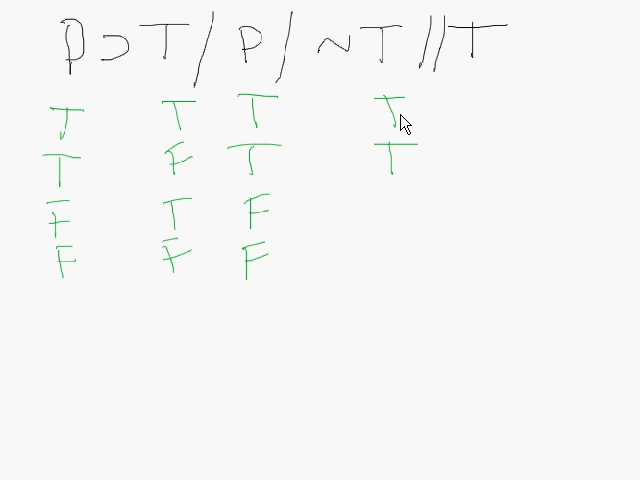 P ⊃ T / P / ~T // T
T T T T
T F T T
F T F
F F F